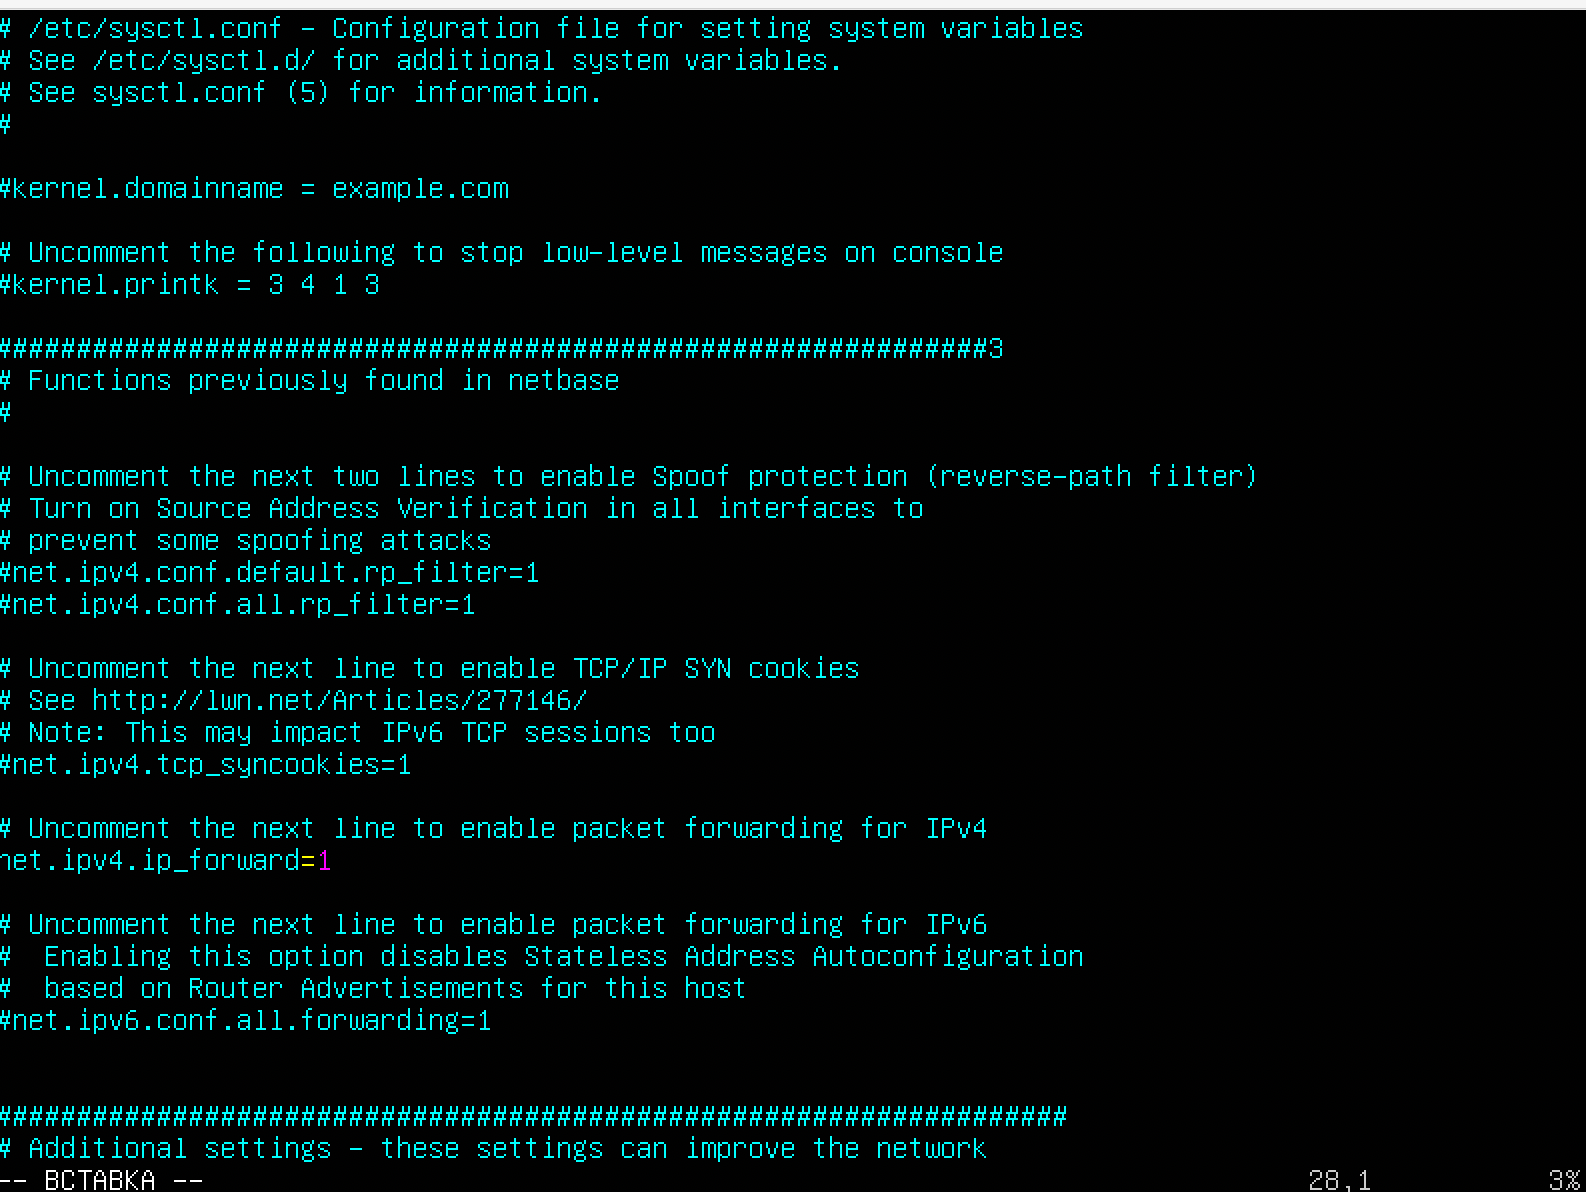 # /etc/sysctl.conf - Configuration file for setting system variables
# See /etc/sysctl.d/ for additional system variables.
# See sysctl.conf (5) for information.
#
#kernel.domainname = example.com
# Uncomment the following to stop low-level messages on console
#kernel.printk = 3 4 1 3
##############################################################3
# Functions previously found in netbase
#
# Uncomment the next two lines to enable Spoof protection (reverse-path filter)
# Turn on Source Address Verification in all interfaces to
# prevent some spoofing attacks
#net.ipv4.conf.default.rp_filter=1
#net.ipv4.conf.all.rp_filter=1
# Uncomment the next line to enable TCP/IP SYN cookies
# See http://lwn.net/Articles/277146/
# Note: This may impact IPv6 TCP sessions too
#net.ipv4.tcp_syncookies=1
# Uncomment the next line to enable packet forwarding for IPv4
net.ipv4.ip_forward=1
# Uncomment the next line to enable packet forwarding for IPv6
#  Enabling this option disables Stateless Address Autoconfiguration
#  based on Router Advertisements for this host
#net.ipv6.conf.all.forwarding=1
###################################################################
# Additional settings - these settings can improve the network
-- ВСТАВКА -- 28,1 3%